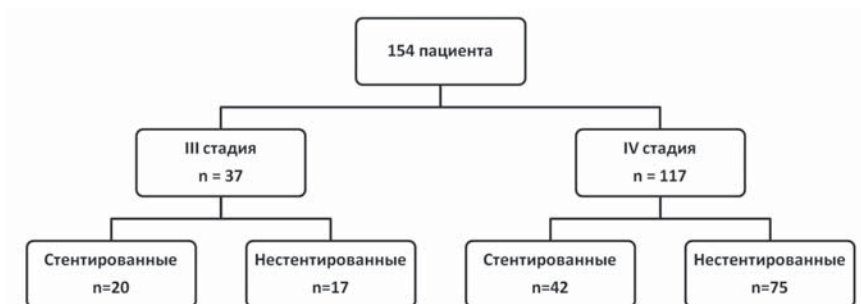 154 пациента
III стадия
n = 37
IV стадия
n = 117
Стентированные
n=20
Нестентированные
n=17
Стентированные
n=42
Нестентированные
n=75